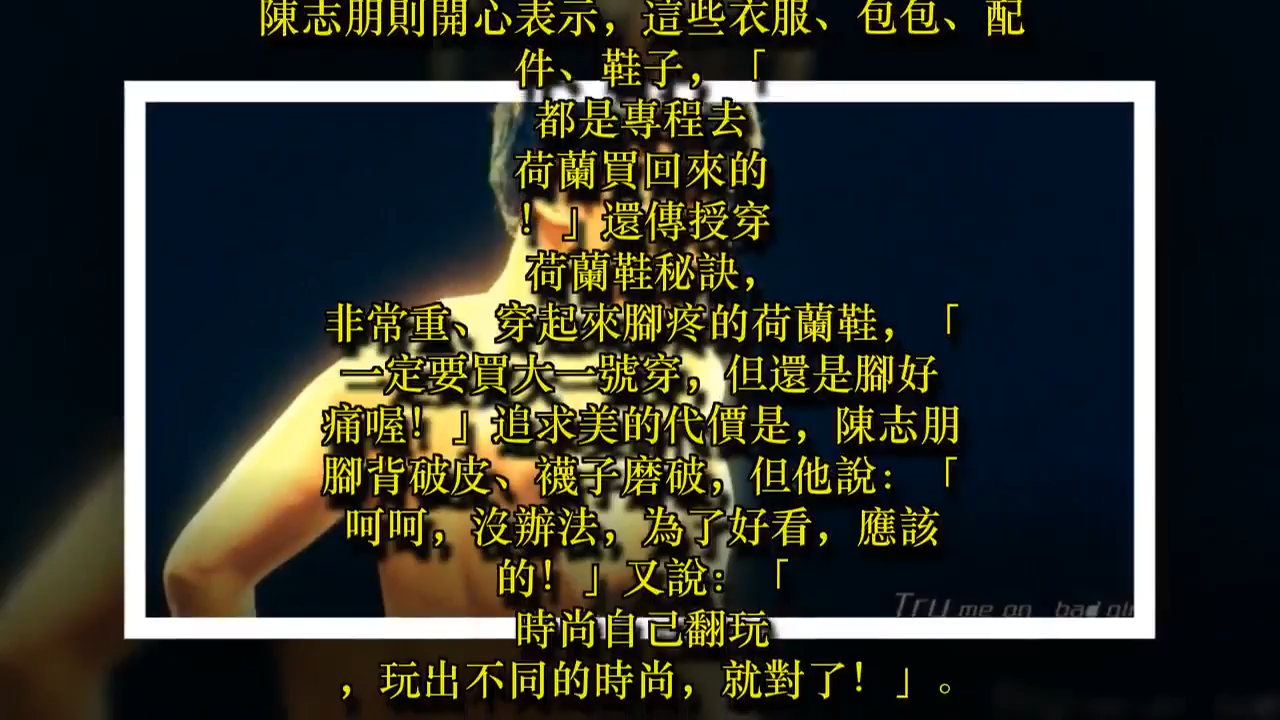 陳志朋則開心表示，這些衣服、包包、配
件、鞋子，「
都是專程去
荷蘭買回來的
！」還傳授穿
荷蘭鞋秘訣，
非常重、穿起來腳疼的荷蘭鞋，「
一定要買大一號穿，但還是腳好
痛喔！」追求美的代價是，陳志朋
腳背破皮、襪子磨破，但他說：「
呵呵，沒辦法，為了好看，應該
的！」又說：「
時尚自己翻玩
，玩出不同的時尚，就對了！」。
Try me on